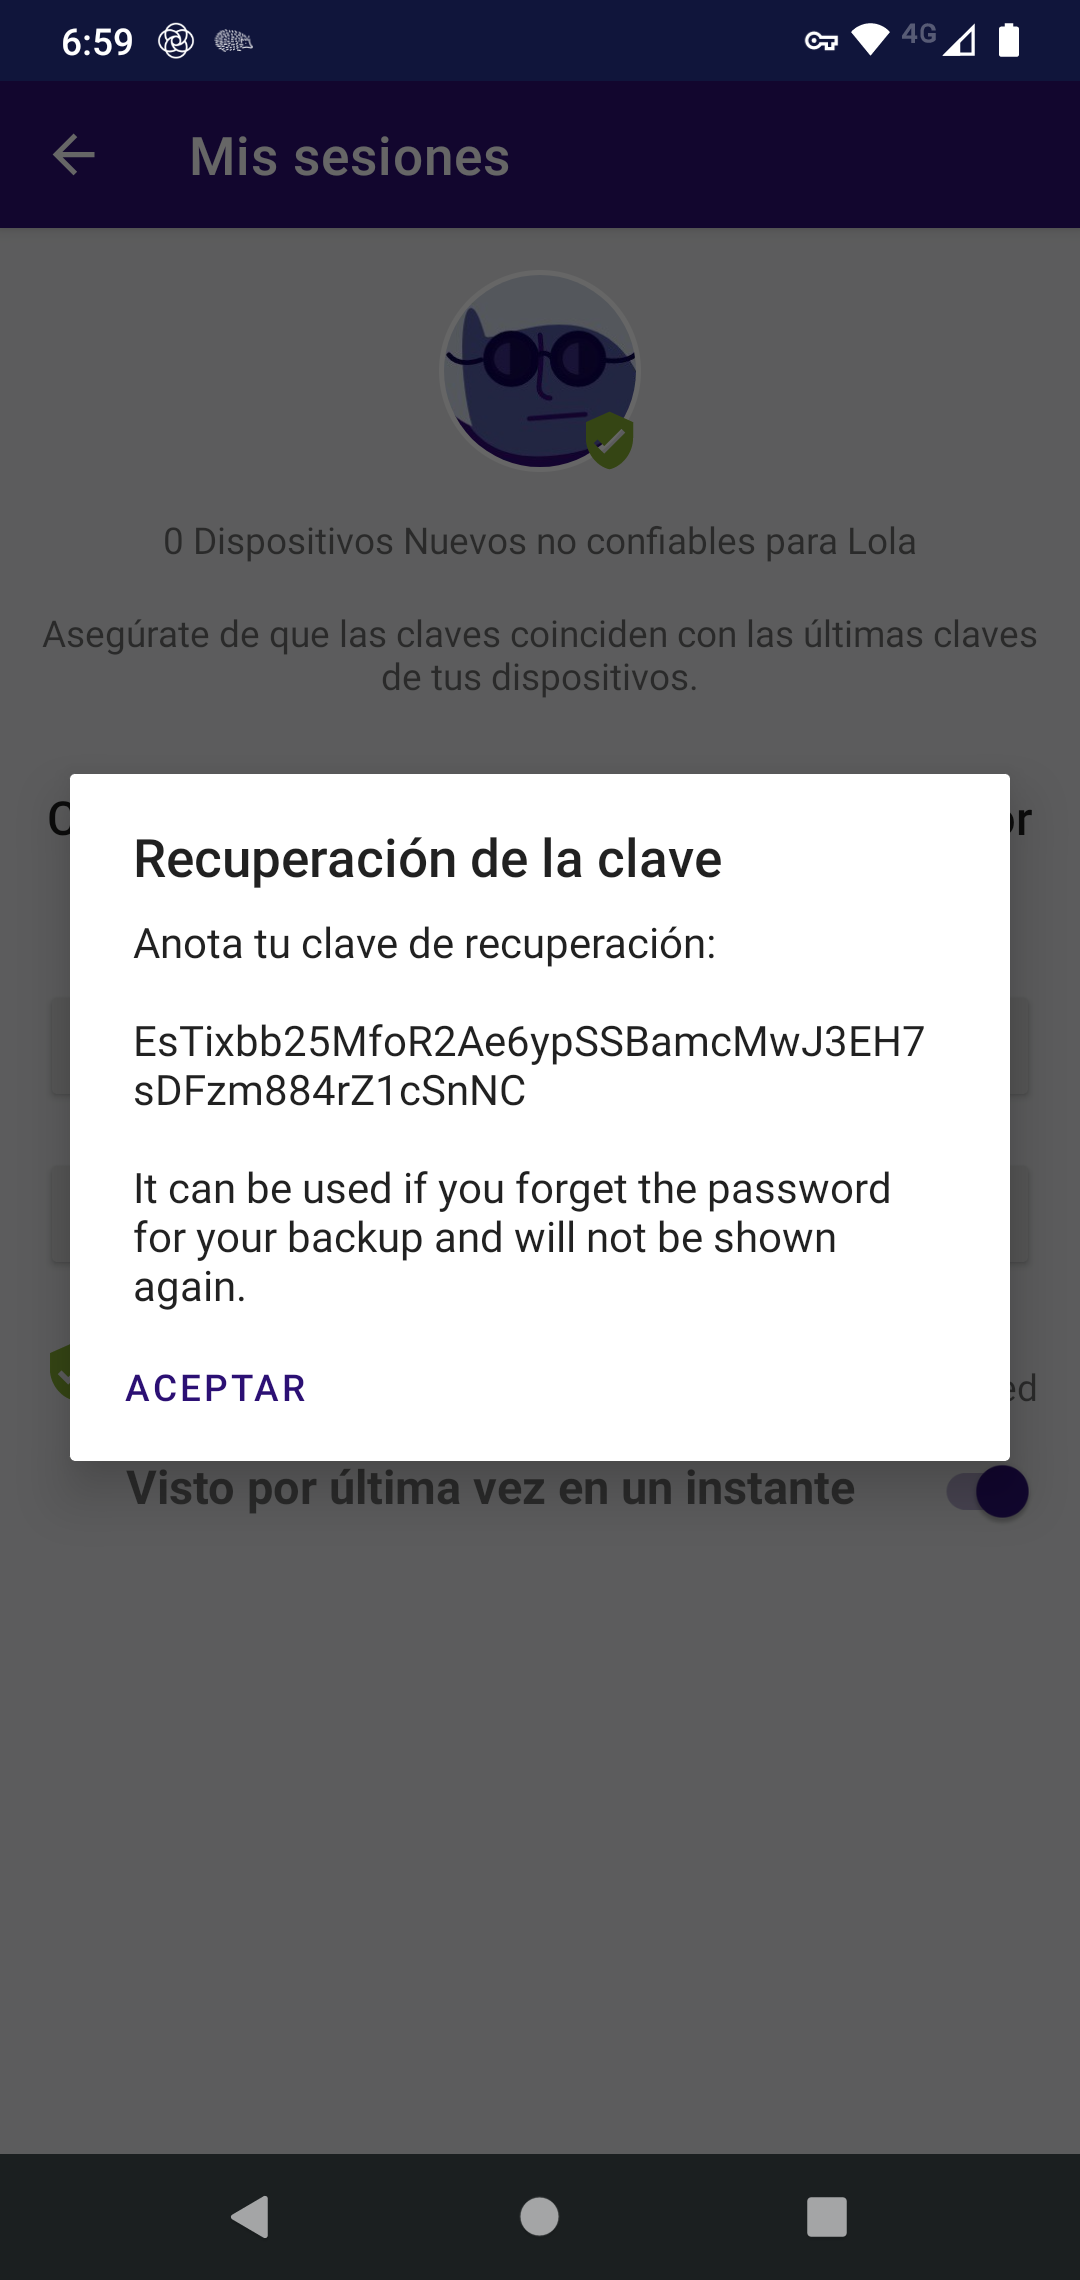 6:59
4G
Mis sesiones
0 Dispositivos Nuevos no confiables para Lola
Asegúrate de que las claves coinciden con las últimas claves
de tus dispositivos.
Recuperación de la clave
Anota tu clave de recuperación:
EsTixbb25MfoR2Ae6ypSSBamcMwJ3EH7
sDFzm884rZ1cSnNC
It can be used if you forget the password
for your backup and will not be shown
again.
ACEPTAR
Visto por última vez en un instante